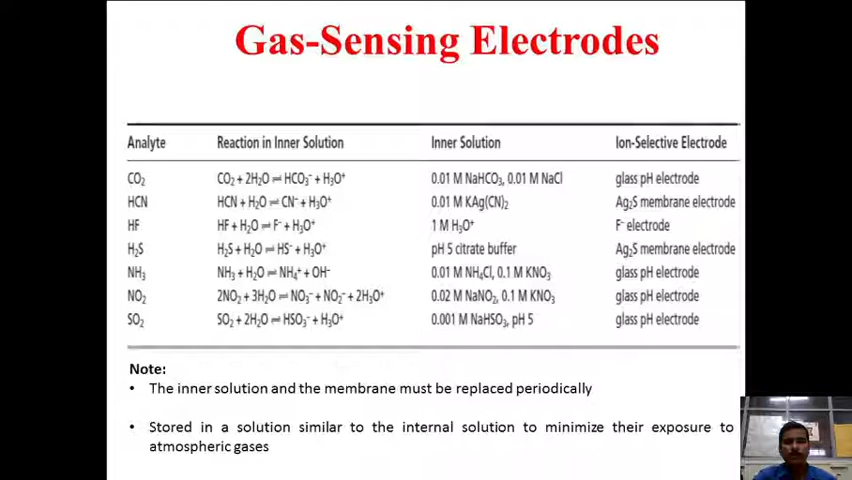 Gas-Sensing Electrodes
Analyte Reaction in Inner Solution Inner Solution Ion-Selective Electrode
CO₂ CO₂ + 2H₂O ⇌ HCO₃⁻ + H₃O⁺ 0.01 M NaHCO₃, 0.01 M NaCl glass pH electrode
HCN HCN + H₂O ⇌ CN⁻ + H₃O⁺ 0.01 M KAg(CN)₂ Ag₂S membrane electrode
HF HF + H₂O ⇌ F⁻ + H₃O⁺ 1 M H₃O⁺ F⁻ electrode
H₂S H₂S + H₂O ⇌ HS⁻ + H₃O⁺ pH 5 citrate buffer Ag₂S membrane electrode
NH₃ NH₃ + H₂O ⇌ NH₄⁺ + OH⁻ 0.01 M NH₄Cl, 0.1 M KNO₃ glass pH electrode
NO₂ 2NO₂ + 3H₂O ⇌ NO₃⁻ + NO₂⁻ + 2H₃O⁺ 0.02 M NaNO₂, 0.1 M KNO₃ glass pH electrode
SO₂ SO₂ + 2H₂O ⇌ HSO₃⁻ + H₃O⁺ 0.001 M NaHSO₃, pH 5 glass pH electrode
Note:
• The inner solution and the membrane must be replaced periodically
• Stored in a solution similar to the internal solution to minimize their exposure to
atmospheric gases